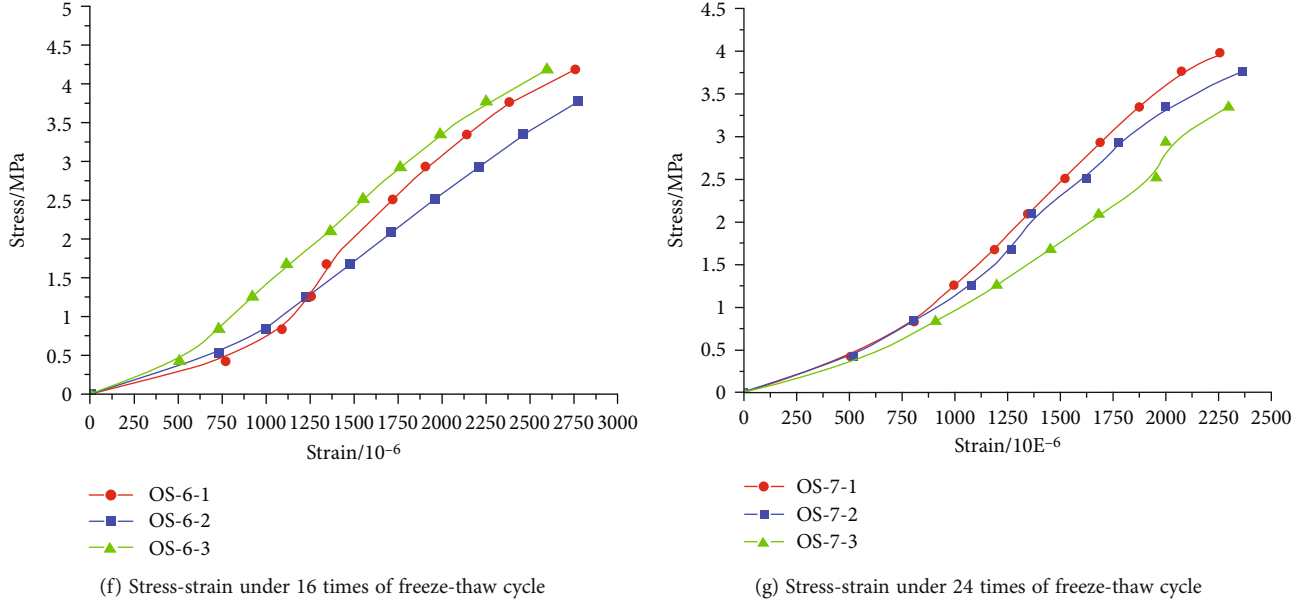 5
4.5
4
3.5
3
2.5
2
1.5
1
0.5
0
Stress/MPa
0 500 750 1000 1250 1500 1750 2000 2250 2500 2750 3000
Strain/10⁻⁶
OS-6-1
OS-6-2
OS-6-3
(f) Stress-strain under 16 times of freeze-thaw cycle
4.5
4
3.5
3
2.5
2
1.5
1
0.5
0
Stress/MPa
0 250 500 750 1000 1250 1500 1750 2000 2250 2500
Strain/10E⁻⁶
OS-7-1
OS-7-2
OS-7-3
(g) Stress-strain under 24 times of freeze-thaw cycle